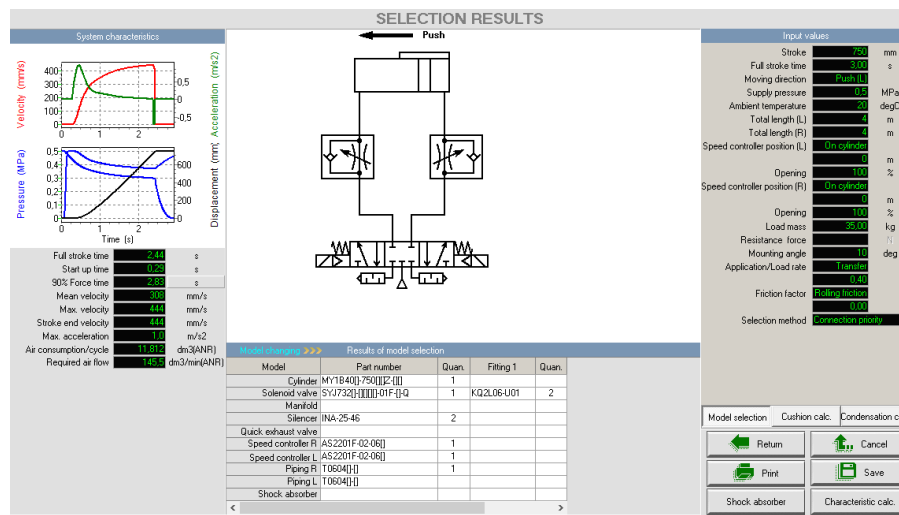 SELECTION RESULTS
System characteristics
Velocity (mm/s)
400
300
200
100
0
0,5
0
-0,5
Acceleration (m/s2)
0 1 2
Pressure (MPa)
0,5
0,4
0,3
0,2
0,1
0
600
400
200
0
Displacement (mm)
0 1 2
Time (s)
Full stroke time 2,44 s
Start up time 0,29 s
90% Force time 2,83 s
Mean velocity 308 mm/s
Max. velocity 444 mm/s
Stroke end velocity 444 mm/s
Max. acceleration 1,0 m/s2
Air consumption/cycle 11,812 dm3(ANR)
Required air flow 145,5 dm3/min(ANR)
Push
Model changing >>> Results of model selection
Model Part number Quan. Fitting 1 Quan.
Cylinder MY1B40[]-750[][]Z-[][] 1
Solenoid valve SYJ732[]-[][][][]-01F-[]-Q 1 KQ2L06-U01 2
Manifold
Silencer INA-25-46 2
Quick exhaust valve
Speed controller R AS2201F-02-06[] 1
Speed controller L AS2201F-02-06[] 1
Piping R T0604[]-[] 1
Piping L T0604[]-[]
Shock absorber
Input values
Stroke 750 mm
Full stroke time 3,00 s
Moving direction Push (L)
Supply pressure 0,5 MPa
Ambient temperature 20 degC
Total length (L) 4 m
Total length (R) 4 m
Speed controller position (L) On cylinder
0 m
Opening 100 %
Speed controller position (R) On cylinder
0 m
Opening 100 %
Load mass 35,00 kg
Resistance force N
Mounting angle 10 deg
Application/Load rate Transfer
0,40
Friction factor Rolling friction
0,00
Selection method Connection priority
Model selection Cushion calc. Condensation c
Return Cancel
Print Save
Shock absorber Characteristic calc.